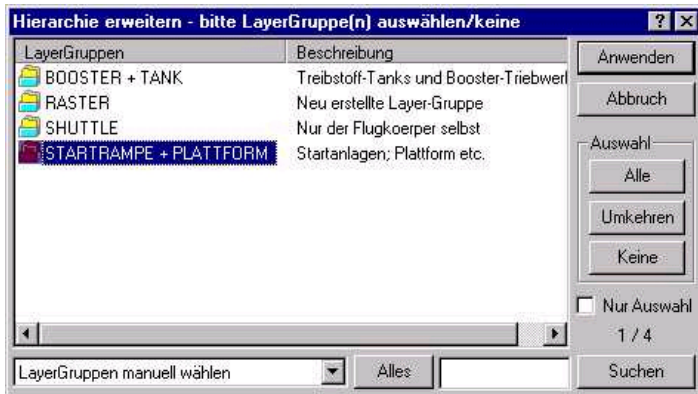 Hierarchie erweitern - bitte LayerGruppe(n) auswählen/keine
LayerGruppen Beschreibung
BOOSTER + TANK Treibstoff-Tanks und Booster-Triebwerl
RASTER Neu erstellte Layer-Gruppe
SHUTTLE Nur der Flugkoerper selbst
STARTRAMPE + PLATTFORM Startanlagen; Plattform etc.
Anwenden
Abbruch
Auswahl
Alle
Umkehren
Keine
Nur Auswahl
1 / 4
LayerGruppen manuell wählen Alles Suchen